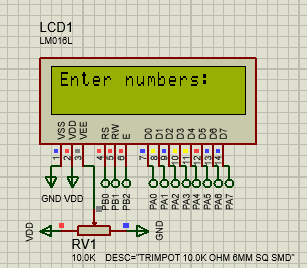 LCD1
LM016L
Enter numbers:
VSS VDD VEE RS RW E D0 D1 D2 D3 D4 D5 D6 D7
1 2 3 4 5 6 7 8 9 10 11 12 13 14
GND VDD PB0 PB1 PB2 PA0 PA1 PA2 PA3 PA4 PA5 PA6 PA7
VDD GND
RV1
10.0K DESC="TRIMPOT 10.0K OHM 6MM SQ SMD"